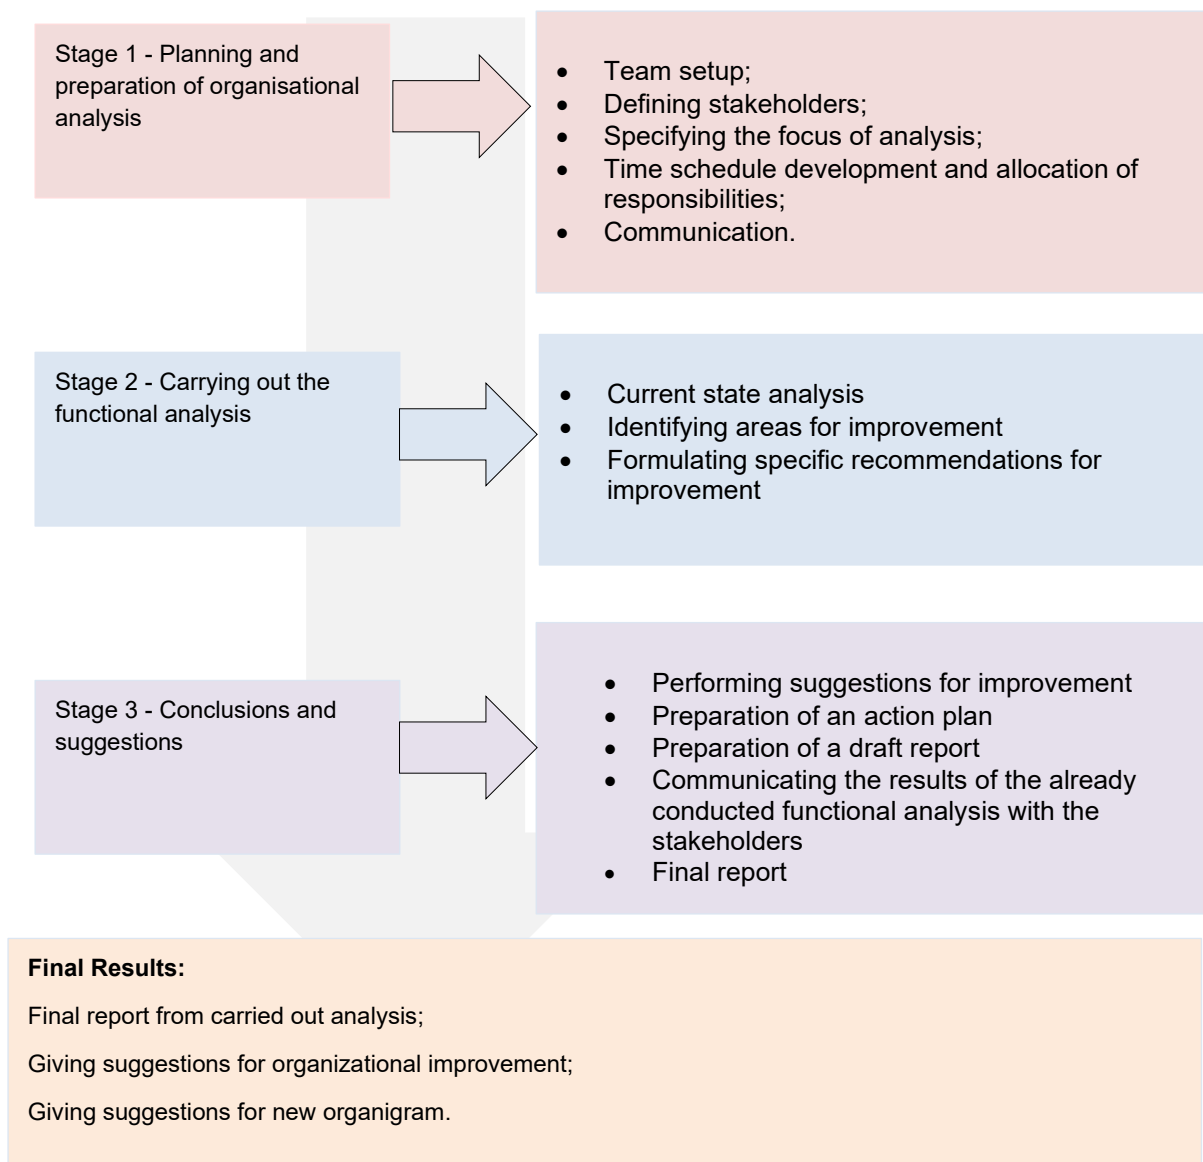 Stage 1 - Planning and
preparation of organisational
analysis
• Team setup;
• Defining stakeholders;
• Specifying the focus of analysis;
• Time schedule development and allocation of
responsibilities;
• Communication.
Stage 2 - Carrying out the
functional analysis
• Current state analysis
• Identifying areas for improvement
• Formulating specific recommendations for
improvement
Stage 3 - Conclusions and
suggestions
• Performing suggestions for improvement
• Preparation of an action plan
• Preparation of a draft report
• Communicating the results of the already
conducted functional analysis with the
stakeholders
• Final report
Final Results:
Final report from carried out analysis;
Giving suggestions for organizational improvement;
Giving suggestions for new organigram.